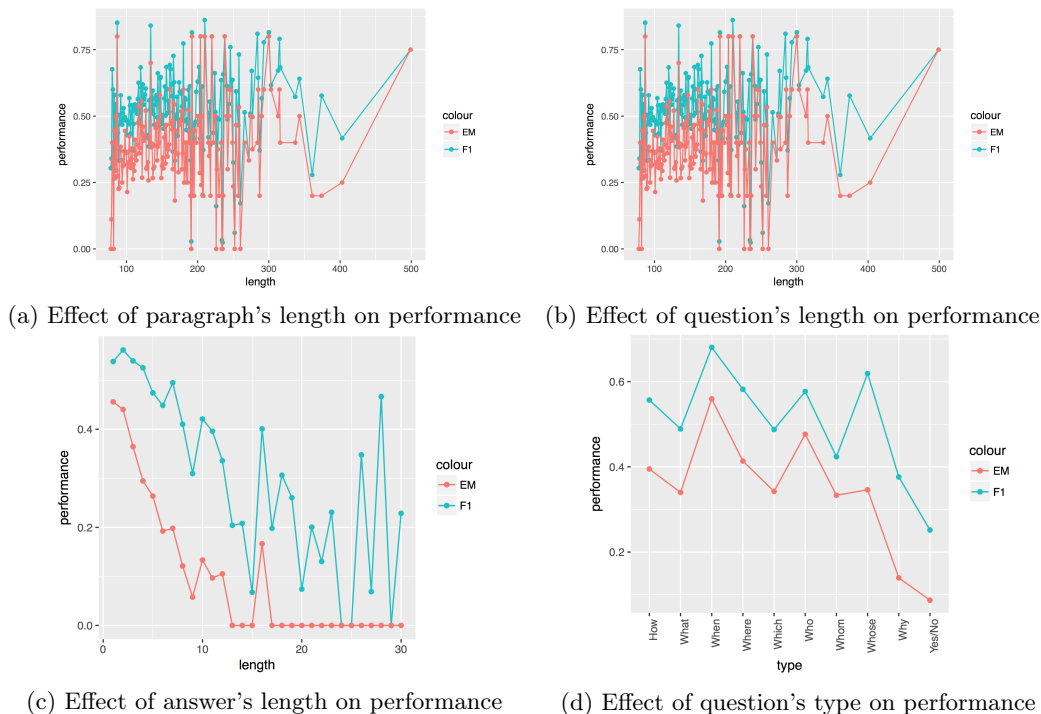 0.75
0.50
0.25
0.00
performance
100
200
300
400
500
length
colour
EM
F1
(a) Effect of paragraph's length on performance
0.75
0.50
0.25
0.00
performance
100
200
300
400
500
length
colour
EM
F1
(b) Effect of question's length on performance
0.4
0.2
0.0
performance
0
10
20
30
length
colour
EM
F1
(c) Effect of answer's length on performance
0.6
0.4
0.2
performance
How
What
When
Where
Which
Who
Whom
Whose
Why
Yes/No
type
colour
EM
F1
(d) Effect of question's type on performance